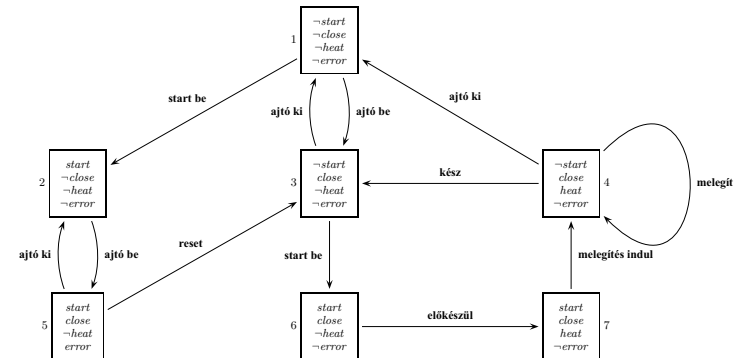 ¬start
¬close
¬heat
¬error
1
start be
ajtó ki
ajtó be
ajtó ki
start
¬close
¬heat
¬error
2
¬start
close
¬heat
¬error
3
kész
¬start
close
heat
¬error
4
melegít
ajtó ki
ajtó be
reset
start be
melegítés indul
start
close
¬heat
error
5
start
close
¬heat
¬error
6
előkészül
start
close
heat
¬error
7